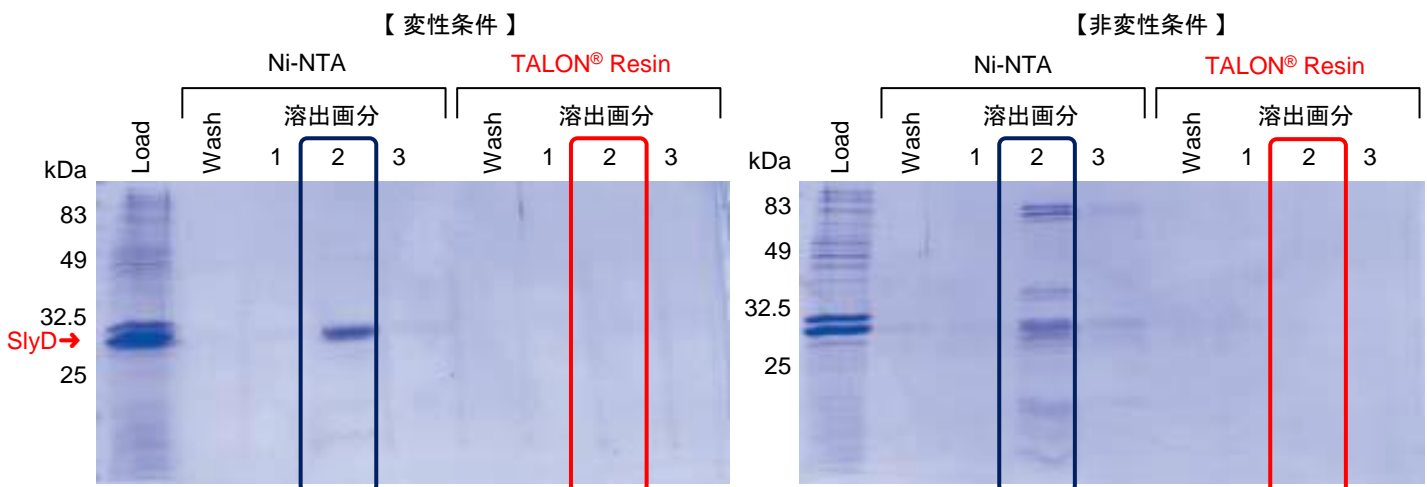 【 変性条件 】
Ni-NTA
TALON® Resin
溶出画分
溶出画分
Load
Wash
1
2
3
Wash
1
2
3
kDa
83
49
32.5
SlyD→
25
【非変性条件 】
Ni-NTA
TALON® Resin
溶出画分
溶出画分
Load
Wash
1
2
3
Wash
1
2
3
kDa
83
49
32.5
25